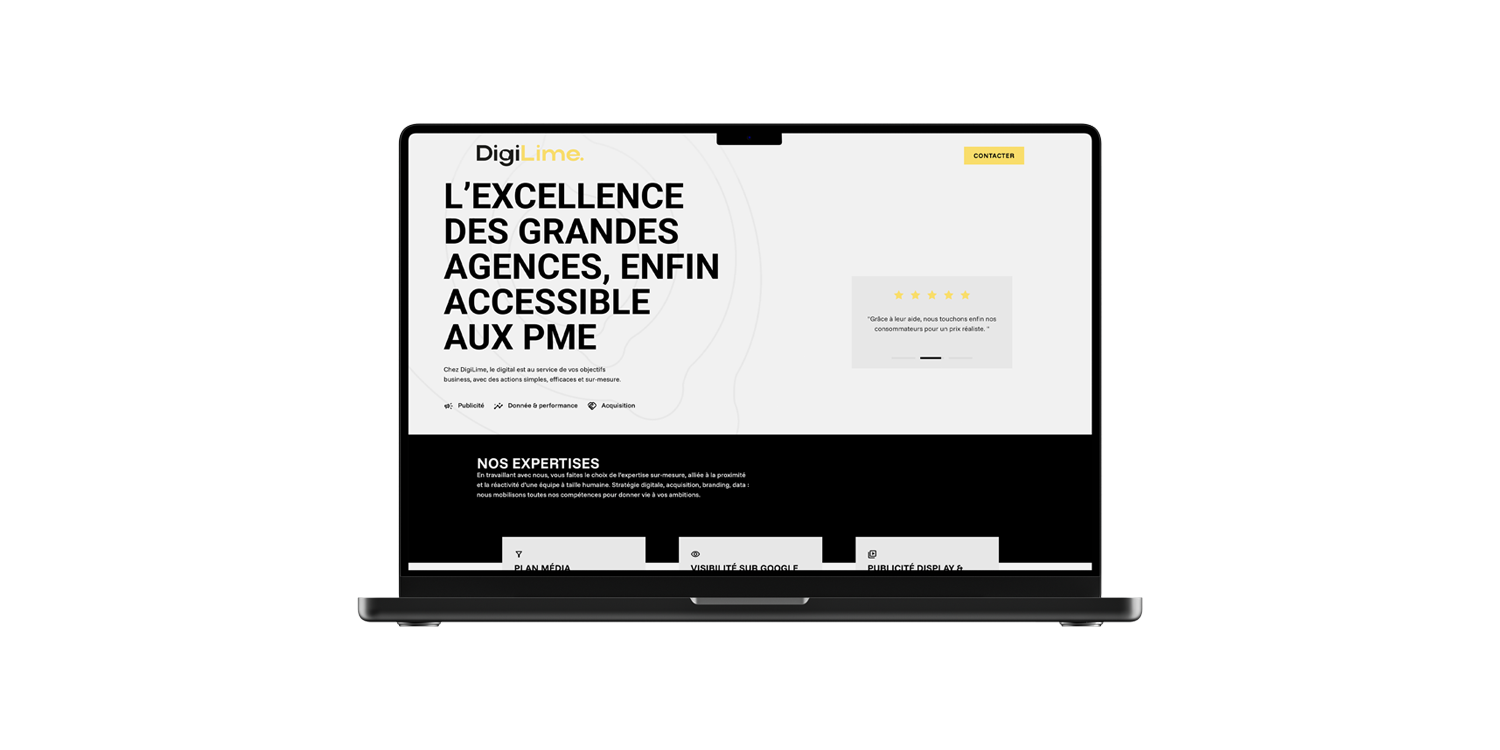 DigiLime.
CONTACTER
L’EXCELLENCE
DES GRANDES
AGENCES, ENFIN
ACCESSIBLE
AUX PME
Chez DigiLime, le digital est au service de vos objectifs
business, avec des actions simples, efficaces et sur-mesure.
Publicité
Donnée & performance
Acquisition
"Grâce à leur aide, nous touchons enfin nos
consommateurs pour un prix réaliste. "
NOS EXPERTISES
En travaillant avec nous, vous faites le choix de l'expertise sur-mesure, alliée à la proximité
et la réactivité d'une équipe à taille humaine. Stratégie digitale, acquisition, branding, data :
nous mobilisons toutes nos compétences pour donner vie à vos ambitions.
PLAN MÉDIA
VISIBILITÉ SUR GOOGLE
PUBLICITÉ DISPLAY &